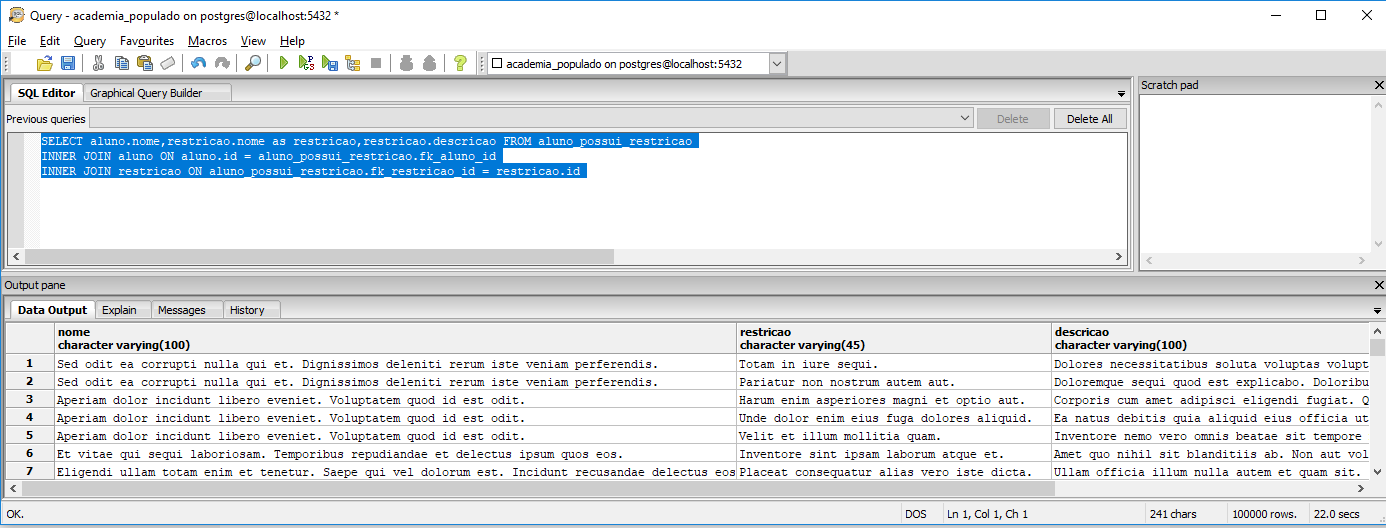 Query - academia_populado on postgres@localhost:5432 *
File Edit Query Favourites Macros View Help
academia_populado on postgres@localhost:5432
SQL Editor Graphical Query Builder
Scratch pad
Previous queries Delete Delete All
SELECT aluno.nome,restricao.nome as restricao,restricao.descricao FROM aluno_possui_restricao
INNER JOIN aluno ON aluno.id = aluno_possui_restricao.fk_aluno_id
INNER JOIN restricao ON aluno_possui_restricao.fk_restricao_id = restricao.id
Output pane
Data Output Explain Messages History
nome restricao descricao
character varying(100) character varying(45) character varying(100)
1 Sed odit ea corrupti nulla qui et. Dignissimos deleniti rerum iste veniam perferendis. Totam in iure sequi. Dolores necessitatibus soluta voluptas volupt
2 Sed odit ea corrupti nulla qui et. Dignissimos deleniti rerum iste veniam perferendis. Pariatur non nostrum autem aut. Doloremque sequi quod est explicabo. Doloribu
3 Aperiam dolor incidunt libero eveniet. Voluptatem quod id est odit. Harum enim asperiores magni et optio aut. Corporis cum amet adipisci eligendi fugiat. Q
4 Aperiam dolor incidunt libero eveniet. Voluptatem quod id est odit. Unde dolor enim eius fuga dolores aliquid. Ea natus debitis quia aliquid eius officia ut
5 Aperiam dolor incidunt libero eveniet. Voluptatem quod id est odit. Velit et illum mollitia quam. Inventore nemo vero omnis beatae sit tempore
6 Et vitae qui sequi laboriosam. Temporibus repudiandae et delectus ipsum quos eos. Inventore sint ipsam laborum atque et. Amet quo nihil sit blanditiis ab. Non aut vol
7 Eligendi ullam totam enim et tenetur. Saepe qui vel dolorum est. Incidunt recusandae delectus eos Placeat consequatur alias vero iste dicta. Ullam officia illum nulla autem et quam sit.
OK. DOS Ln 1, Col 1, Ch 1 241 chars 100000 rows. 22.0 secs